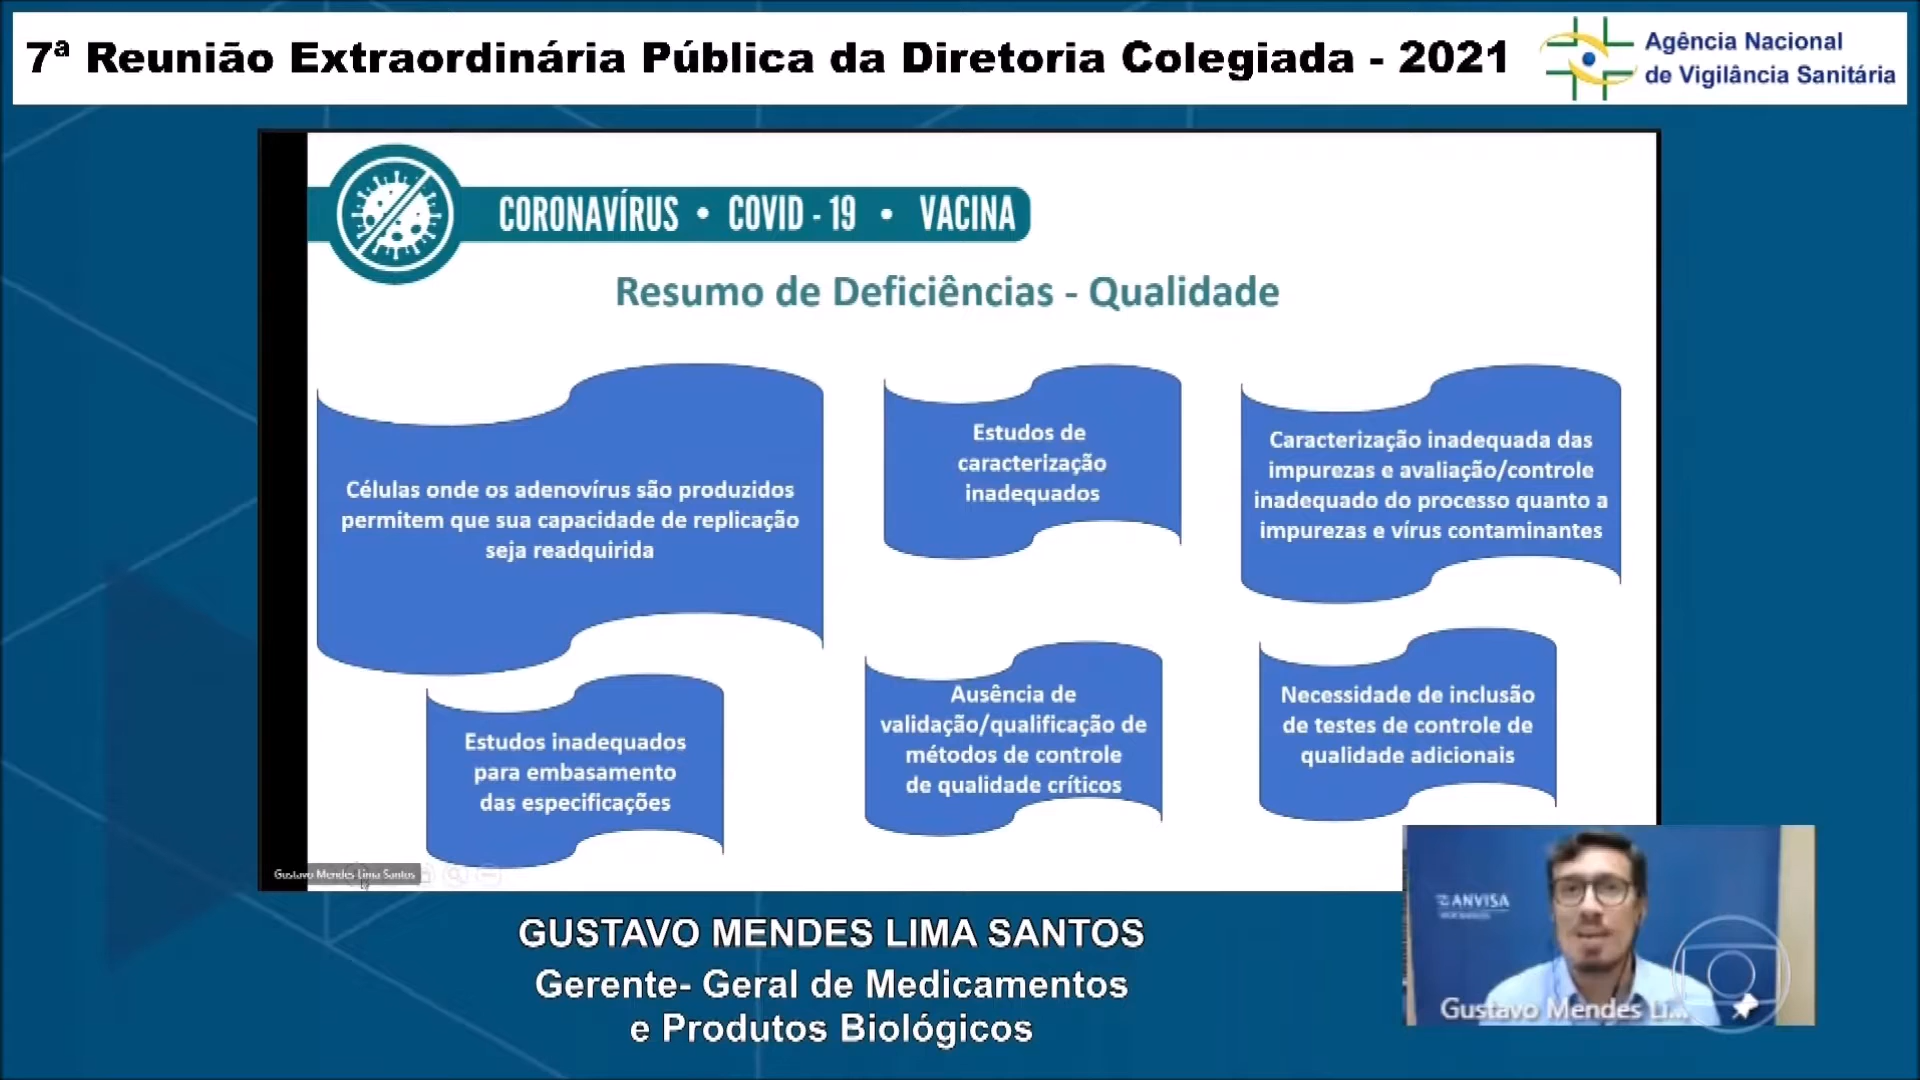 7ª Reunião Extraordinária Pública da Diretoria Colegiada - 2021
Agência Nacional
de Vigilância Sanitária
CORONAVÍRUS • COVID - 19 • VACINA
Resumo de Deficiências - Qualidade
Células onde os adenovírus são produzidos
permitem que sua capacidade de replicação
seja readquirida
Estudos de
caracterização
inadequados
Caracterização inadequada das
impurezas e avaliação/controle
inadequado do processo quanto a
impurezas e vírus contaminantes
Estudos inadequados
para embasamento
das especificações
Ausência de
validação/qualificação de
métodos de controle
de qualidade críticos
Necessidade de inclusão
de testes de controle de
qualidade adicionais
Gustavo Mendes Lima Santos
ANVISA
Gustavo Mendes Li...
GUSTAVO MENDES LIMA SANTOS
Gerente- Geral de Medicamentos
e Produtos Biológicos